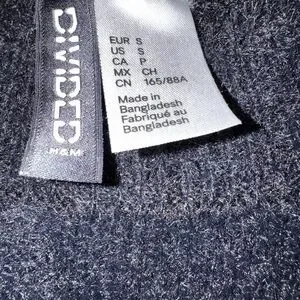 DIVIDED
H&M
EUR S
US S
CA P
MX CH
CN 165/88A
Made in
Bangladesh
Fabriqué au
Bangladesh